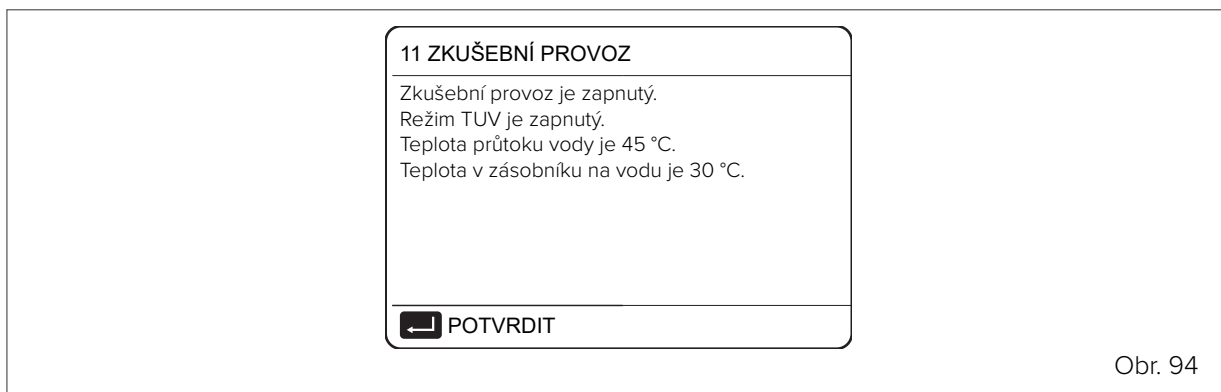 11 ZKUŠEBNÍ PROVOZ
Zkušební provoz je zapnutý.
Režim TUV je zapnutý.
Teplota průtoku vody je 45 °C.
Teplota v zásobníku na vodu je 30 °C.
POTVRDIT
Obr. 94